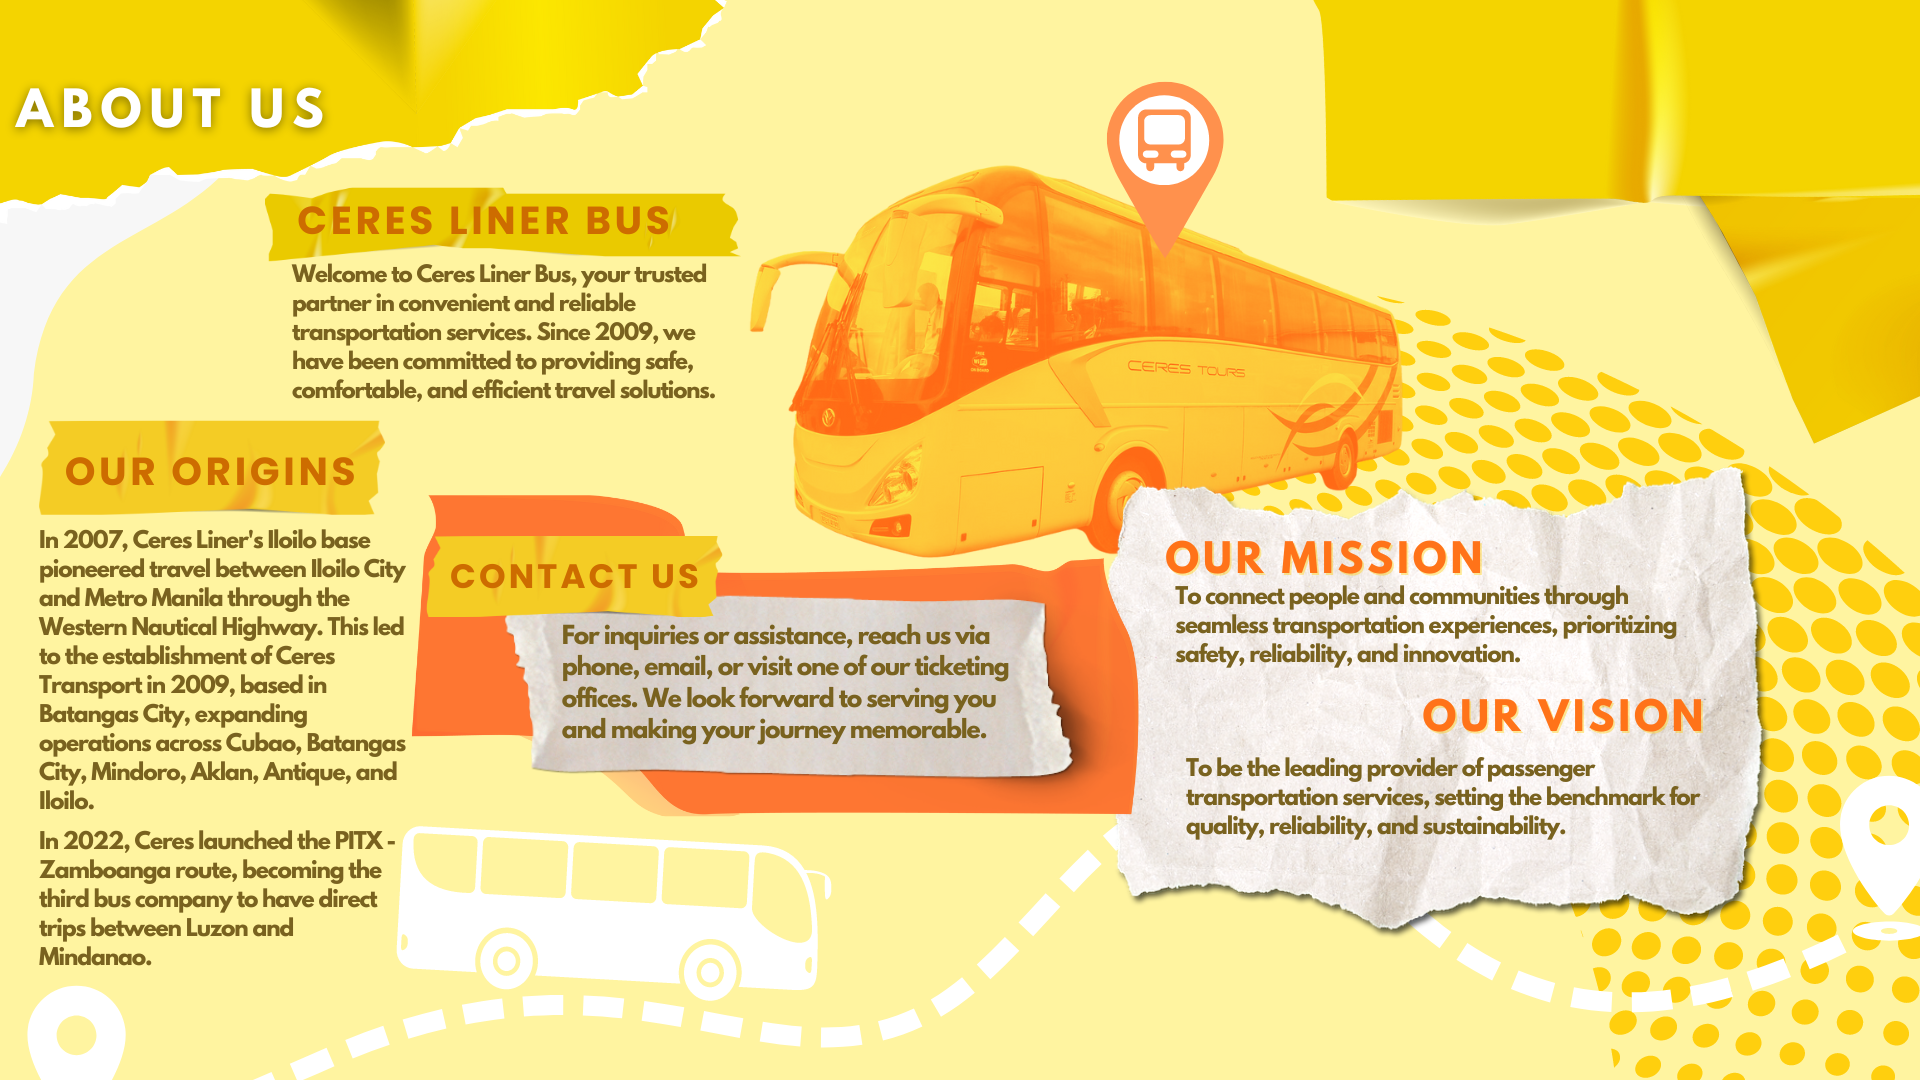 ABOUT US
CERES LINER BUS
Welcome to Ceres Liner Bus, your trusted
partner in convenient and reliable
transportation services. Since 2009, we
have been committed to providing safe,
comfortable, and efficient travel solutions.
CERES TOURS
OUR ORIGINS
In 2007, Ceres Liner's Iloilo base
pioneered travel between Iloilo City
and Metro Manila through the
Western Nautical Highway. This led
to the establishment of Ceres
Transport in 2009, based in
Batangas City, expanding
operations across Cubao, Batangas
City, Mindoro, Aklan, Antique, and
Iloilo.
In 2022, Ceres launched the PITX -
Zamboanga route, becoming the
third bus company to have direct
trips between Luzon and
Mindanao.
CONTACT US
For inquiries or assistance, reach us via
phone, email, or visit one of our ticketing
offices. We look forward to serving you
and making your journey memorable.
OUR MISSION
To connect people and communities through
seamless transportation experiences, prioritizing
safety, reliability, and innovation.
OUR VISION
To be the leading provider of passenger
transportation services, setting the benchmark for
quality, reliability, and sustainability.